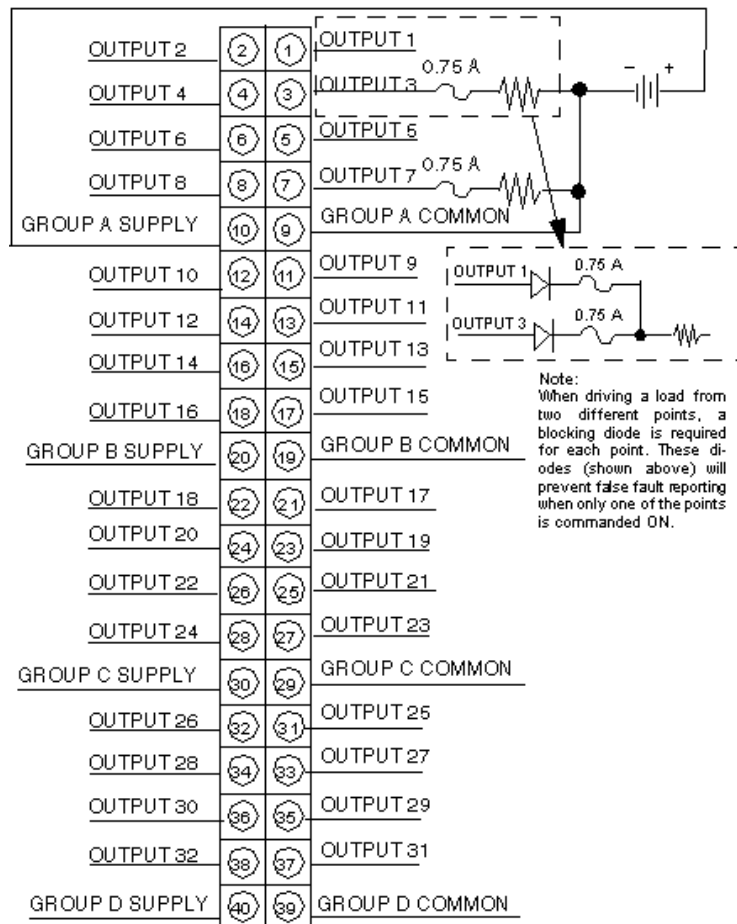 OUTPUT 2 2 1 OUTPUT 1
0.75 A - +
OUTPUT 4 4 3 OUTPUT 3
OUTPUT 6 6 5 OUTPUT 5
0.75 A
OUTPUT 8 8 7 OUTPUT 7
GROUP A SUPPLY 10 9 GROUP A COMMON
OUTPUT 10 12 11 OUTPUT 9
OUTPUT 12 14 13 OUTPUT 11
OUTPUT 14 16 15 OUTPUT 13
OUTPUT 16 18 17 OUTPUT 15
GROUP B SUPPLY 20 19 GROUP B COMMON
OUTPUT 18 22 21 OUTPUT 17
OUTPUT 20 24 23 OUTPUT 19
OUTPUT 22 26 25 OUTPUT 21
OUTPUT 24 28 27 OUTPUT 23
GROUP C SUPPLY 30 29 GROUP C COMMON
OUTPUT 26 32 31 OUTPUT 25
OUTPUT 28 34 33 OUTPUT 27
OUTPUT 30 36 35 OUTPUT 29
OUTPUT 32 38 37 OUTPUT 31
GROUP D SUPPLY 40 39 GROUP D COMMON
OUTPUT 1 0.75 A
OUTPUT 3 0.75 A
Note:
When driving a load from
two different points, a
blocking diode is required
for each point. These di-
odes (shown above) will
prevent false fault reporting
when only one of the points
is commanded ON.